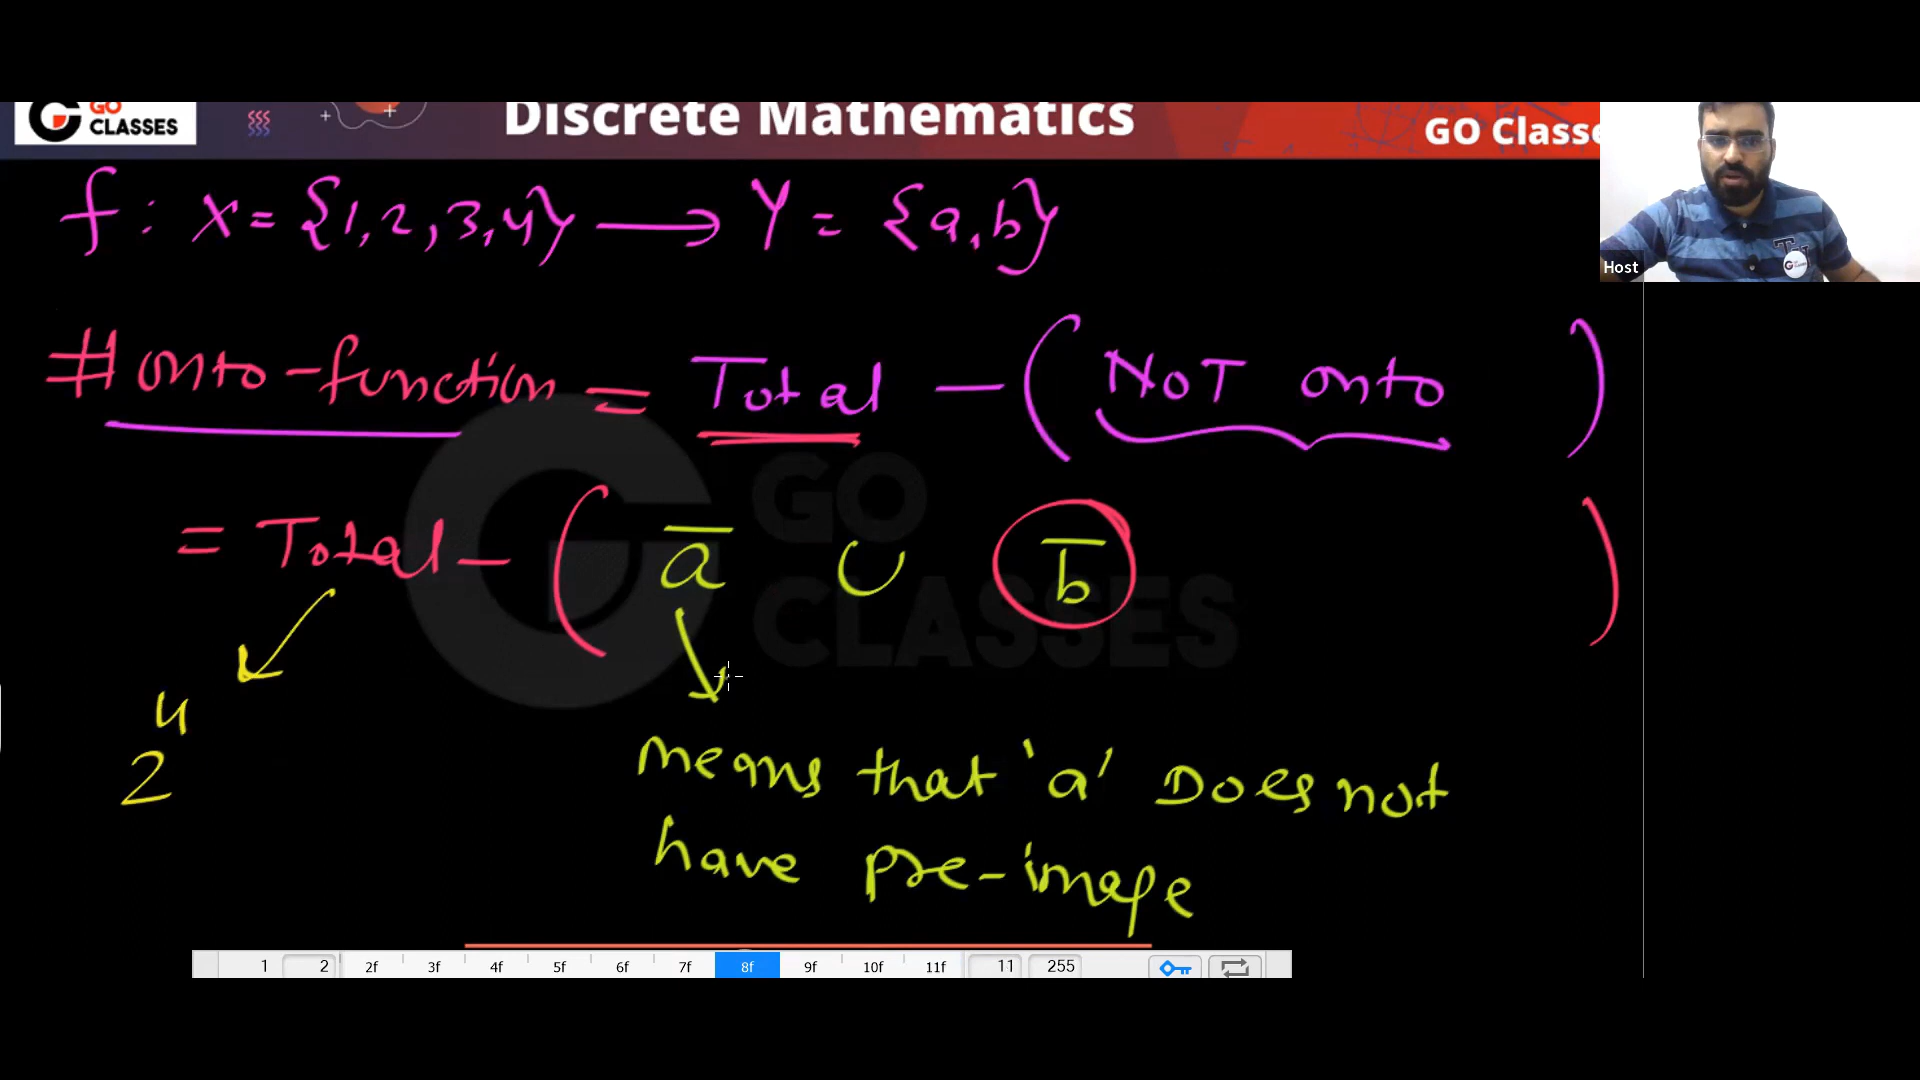 GO CLASSES
Discrete Mathematics
GO Classe
Host
f: X = {1, 2, 3, 4} ⟶ Y = {a, b}
#onto-function = Total − (NOT onto)
= Total − (a̅ ∪ b̅)
2⁴
means that 'a' Does not
have pre-image
GO CLASSES
1 2 2f 3f 4f 5f 6f 7f 8f 9f 10f 11f 11 255